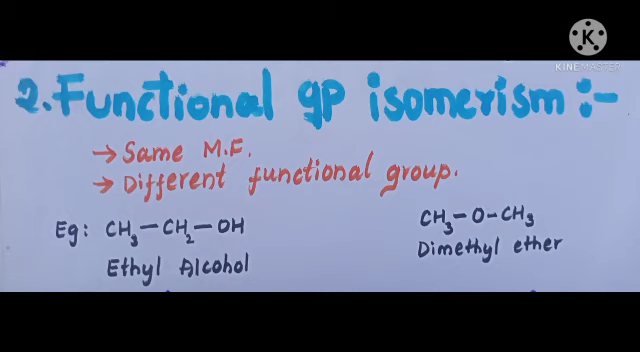 K
KINEMASTER
2. Functional gp isomerism :-
→ Same M.F.
→ Different functional group.
Eg: CH₃-CH₂-OH
Ethyl Alcohol
CH₃-O-CH₃
Dimethyl ether